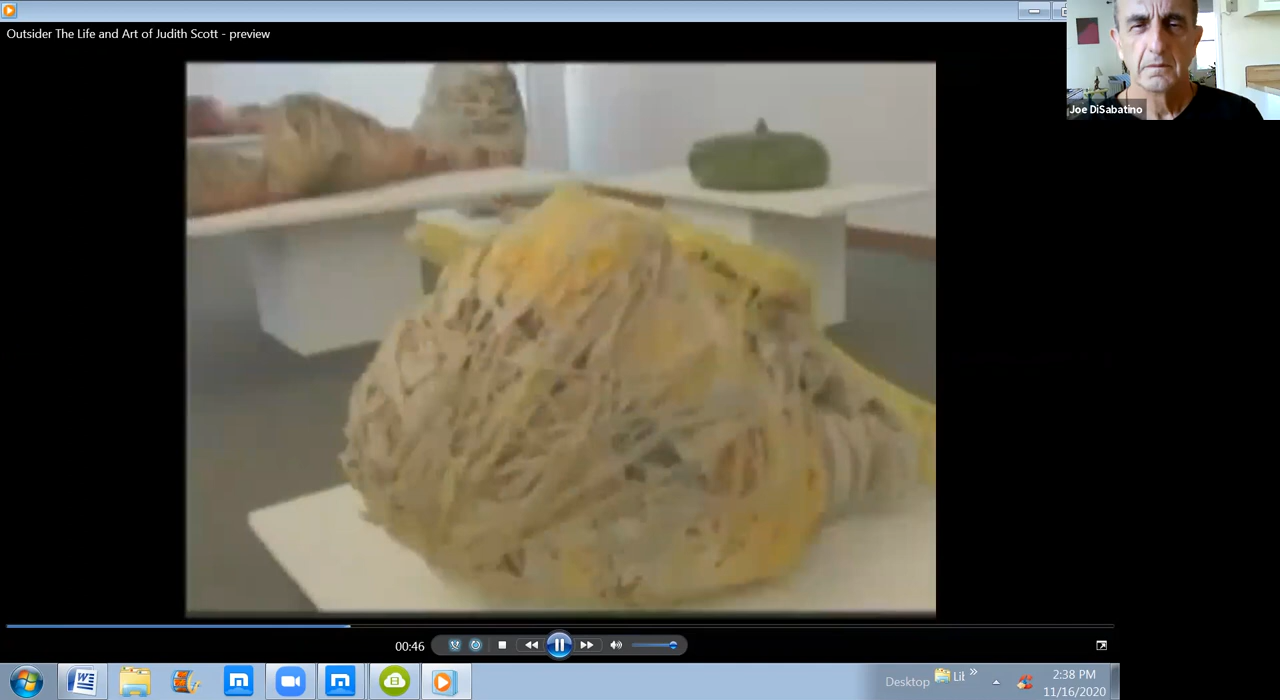 Outsider The Life and Art of Judith Scott - preview
Joe DiSabatino
00:46
Desktop
Lil
2:38 PM
11/16/2020